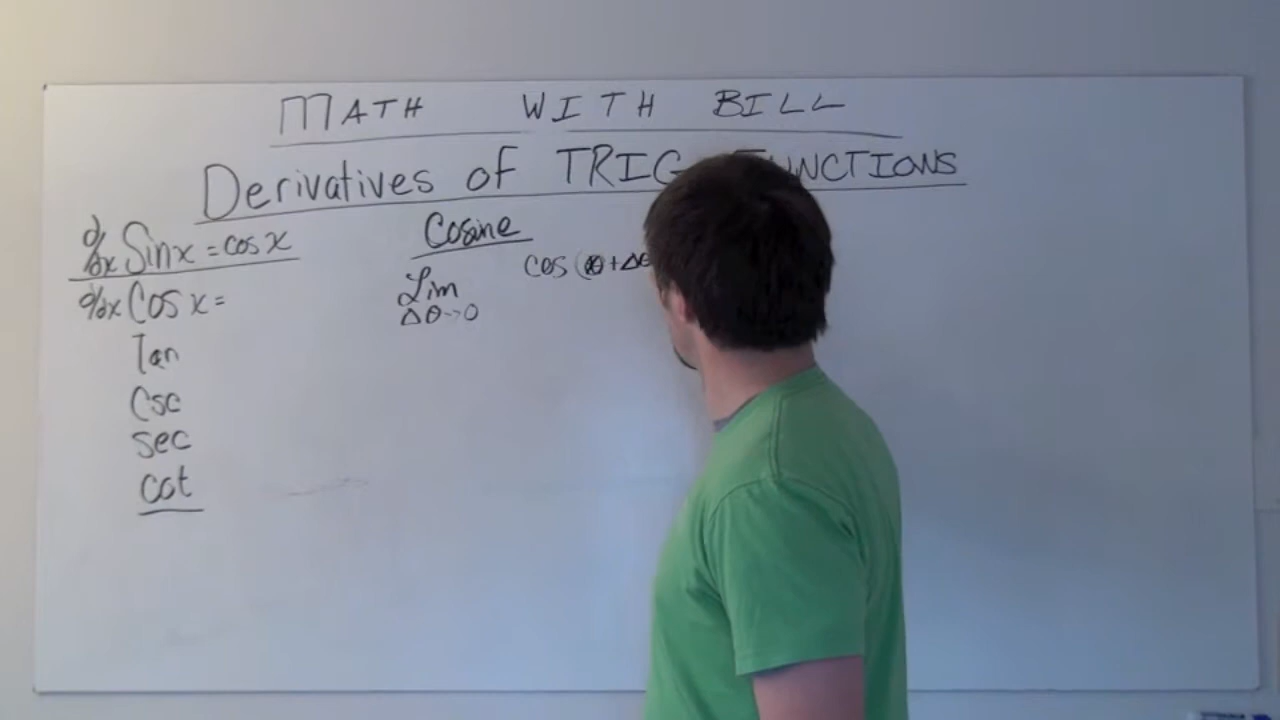 MATH WITH BILL
Derivatives of TRIG FUNCTIONS
d/dx Sin x = cos x
d/dx Cos x =
Tan
Csc
sec
cot
Cosine
Lim
Δθ→0
cos (θ+Δθ